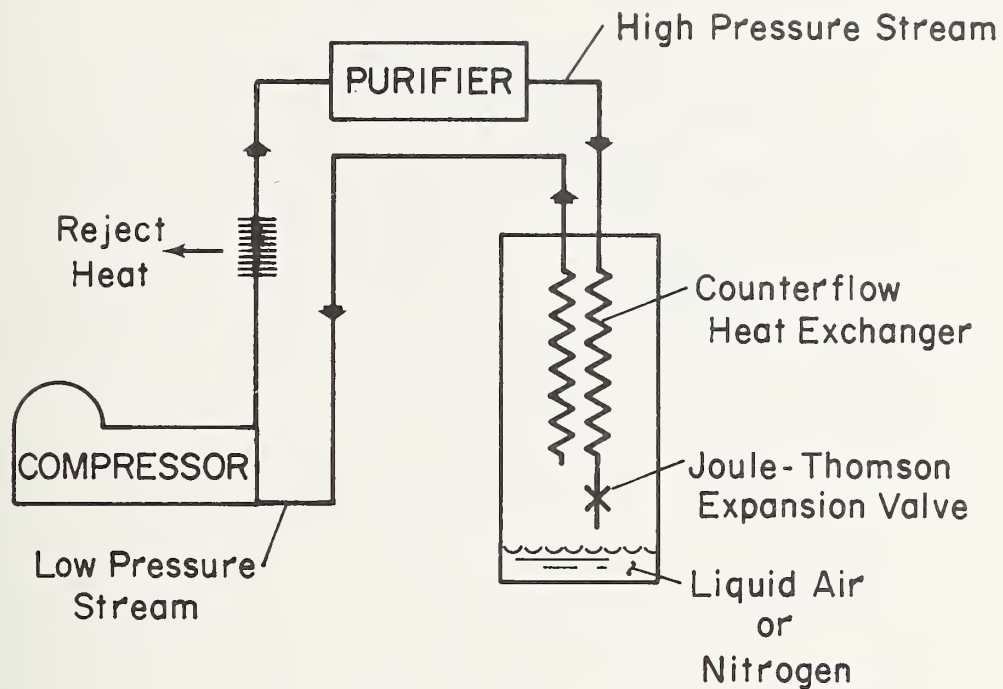 High Pressure Stream
PURIFIER
Reject
Heat
Counterflow
Heat Exchanger
COMPRESSOR
Joule-Thomson
Expansion Valve
Low Pressure
Stream
Liquid Air
or
Nitrogen